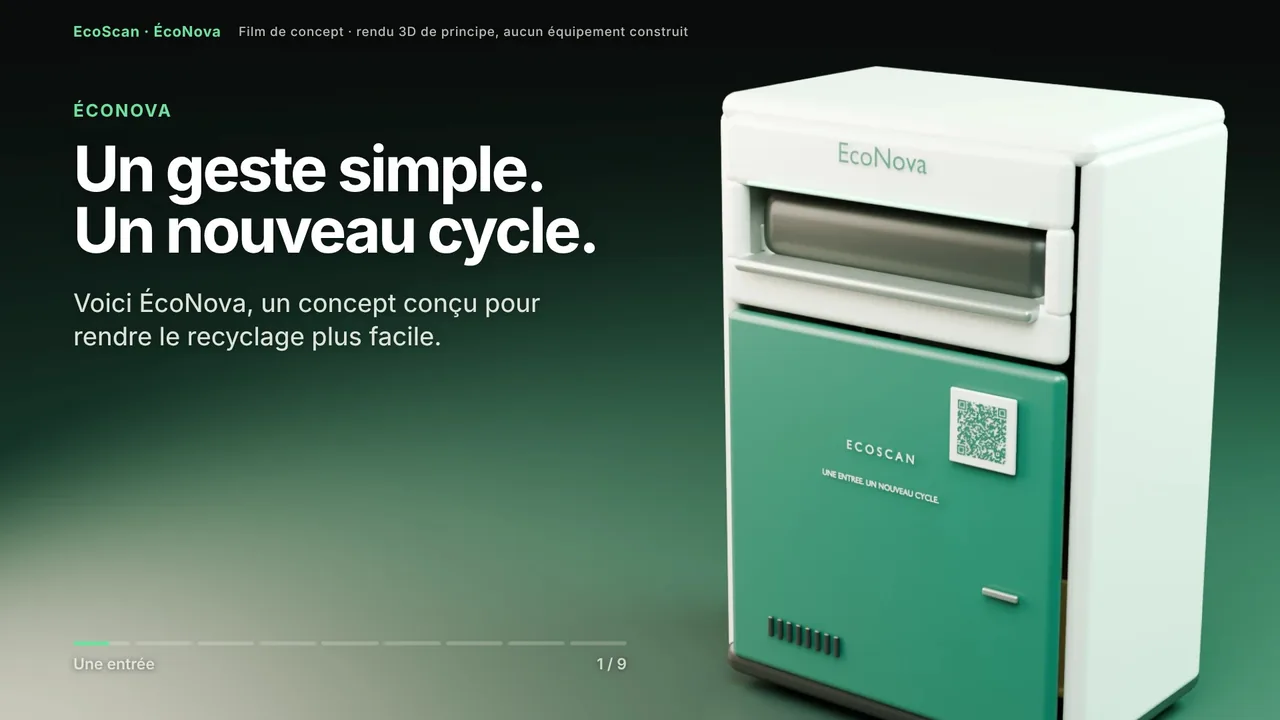 EcoScan · ÉcoNova Film de concept · rendu 3D de principe, aucun équipement construit
ÉCONOVA
Un geste simple.
Un nouveau cycle.
Voici ÉcoNova, un concept conçu pour
rendre le recyclage plus facile.
Une entrée 1 / 9
EcoNova
ECOSCAN
UNE ENTREE. UN NOUVEAU CYCLE.